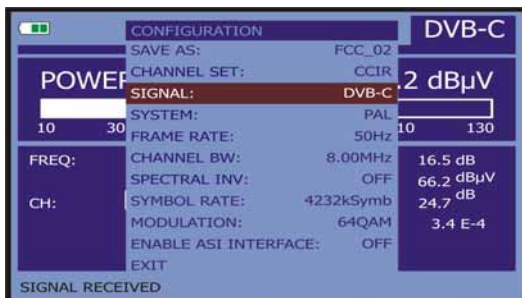 CONFIGURATION
DVB-C
SAVE AS: FCC_02
CHANNEL SET: CCIR
POWER .2 dBµV
SIGNAL: DVB-C
SYSTEM: PAL
10 30 10 130
FRAME RATE: 50Hz
FREQ: CHANNEL BW: 8.00MHz 16.5 dB
SPECTRAL INV: OFF 66.2 dBµV
CH: SYMBOL RATE: 4232kSymb 24.7 dB
MODULATION: 64QAM 3.4 E-4
ENABLE ASI INTERFACE: OFF
EXIT
SIGNAL RECEIVED